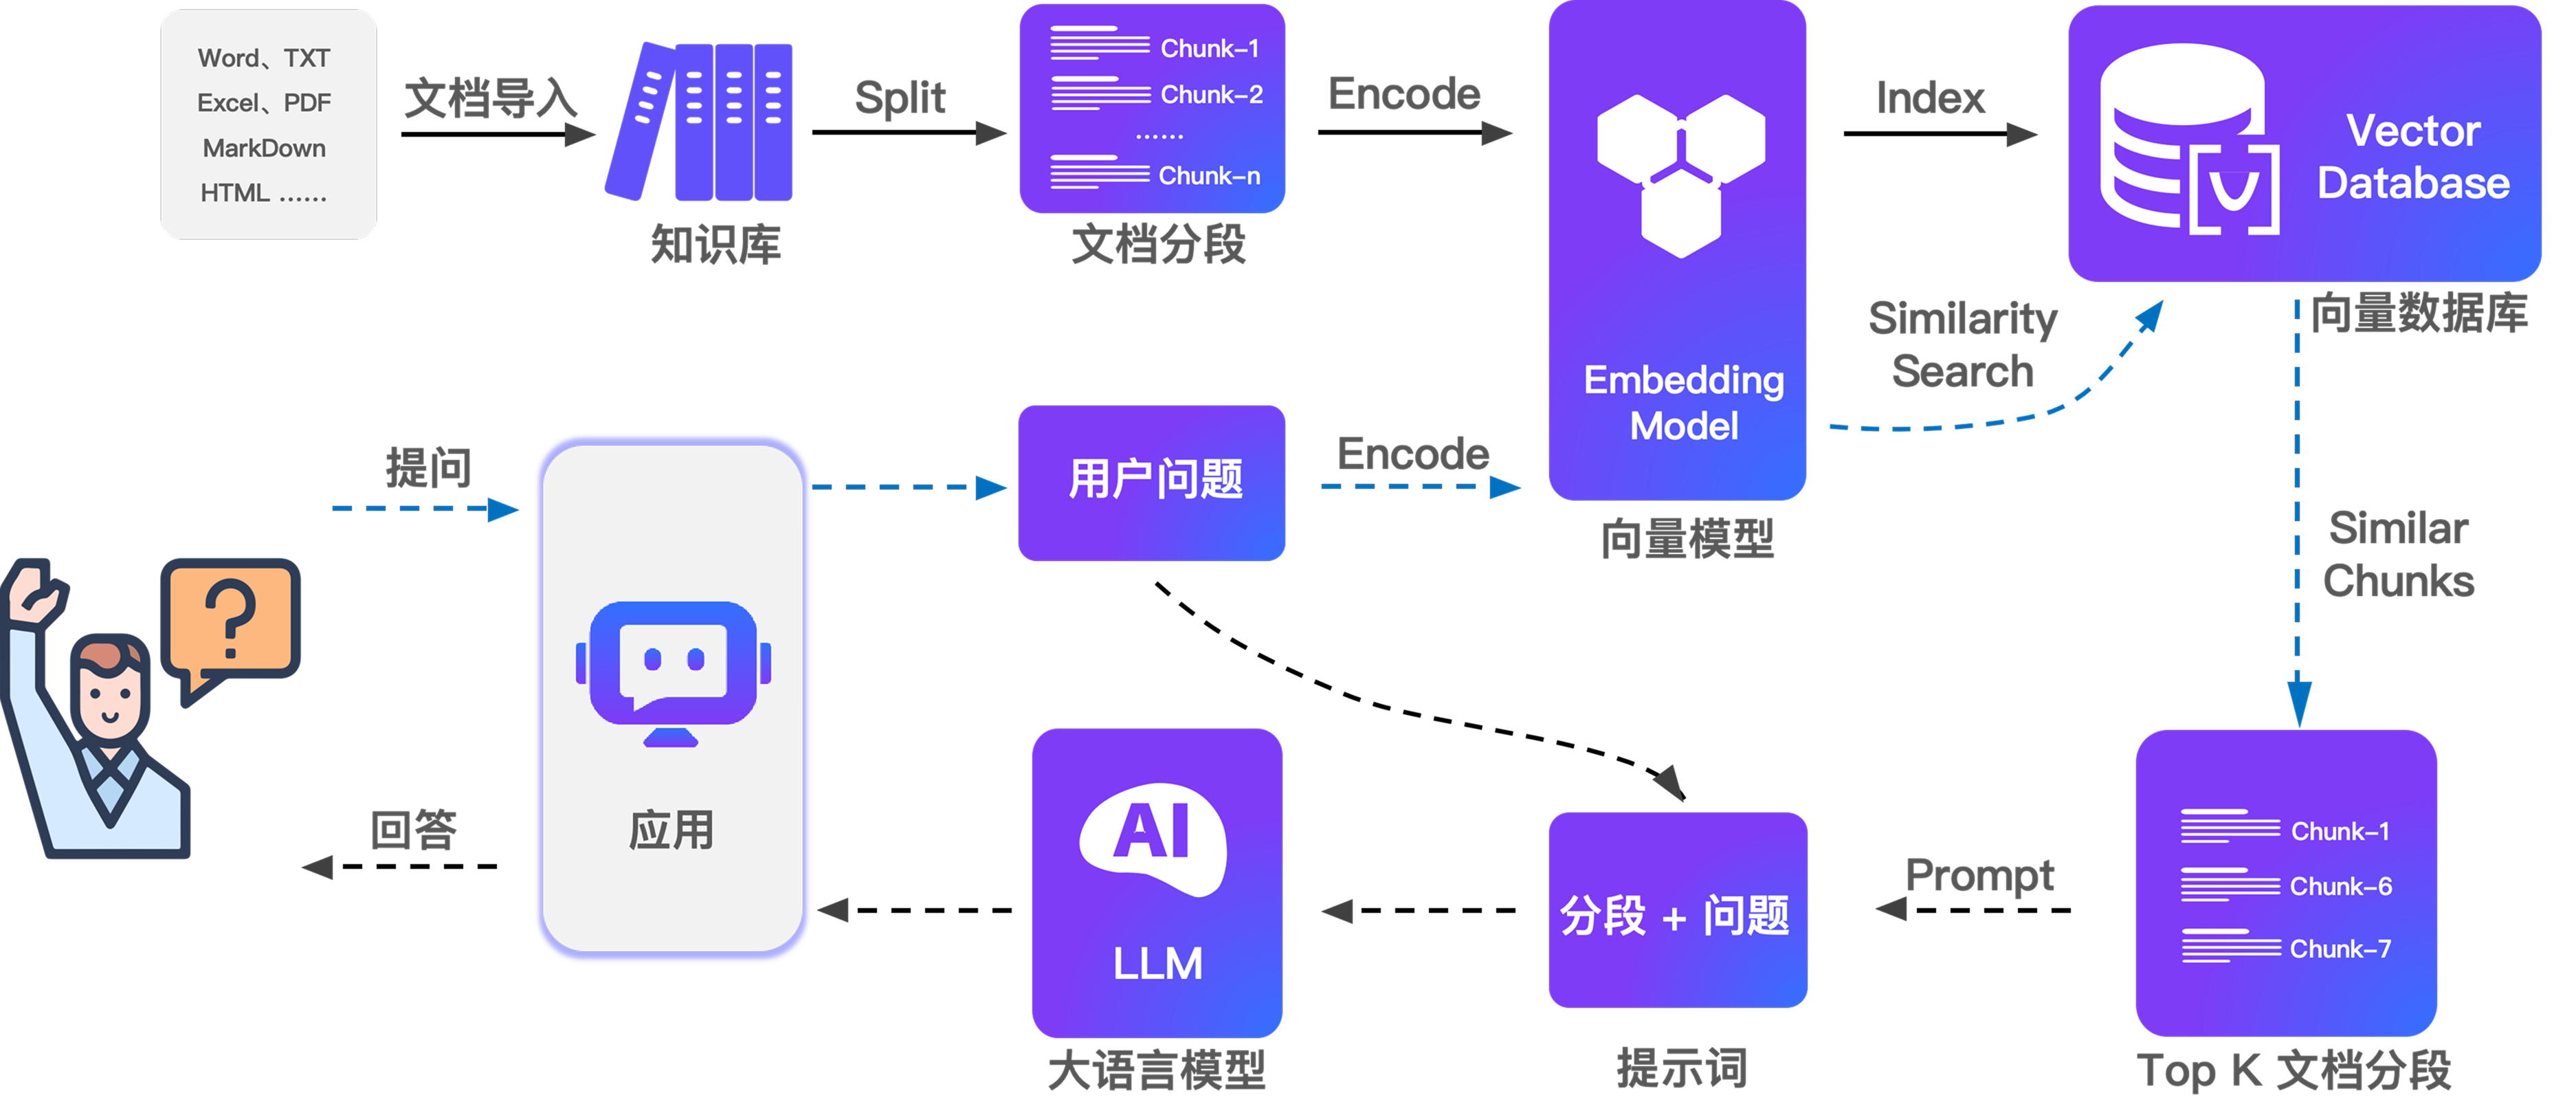 Word、TXT
Excel、PDF
MarkDown
HTML ......
文档导入
知识库
Split
Chunk-1
Chunk-2
......
Chunk-n
文档分段
Encode
Embedding
Model
向量模型
Index
Vector
Database
向量数据库
Similarity
Search
提问
应用
用户问题
Encode
Similar
Chunks
?
回答
AI
LLM
大语言模型
分段 + 问题
提示词
Prompt
Chunk-1
Chunk-6
Chunk-7
Top K 文档分段